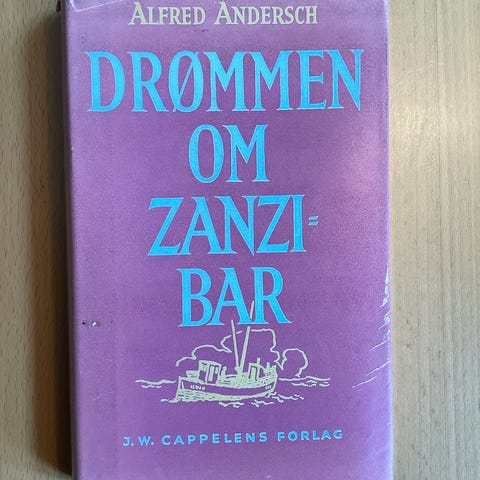 ALFRED ANDERSCH
DRØMMEN
OM
ZANZI=
BAR
J.W. CAPPELENS FORLAG